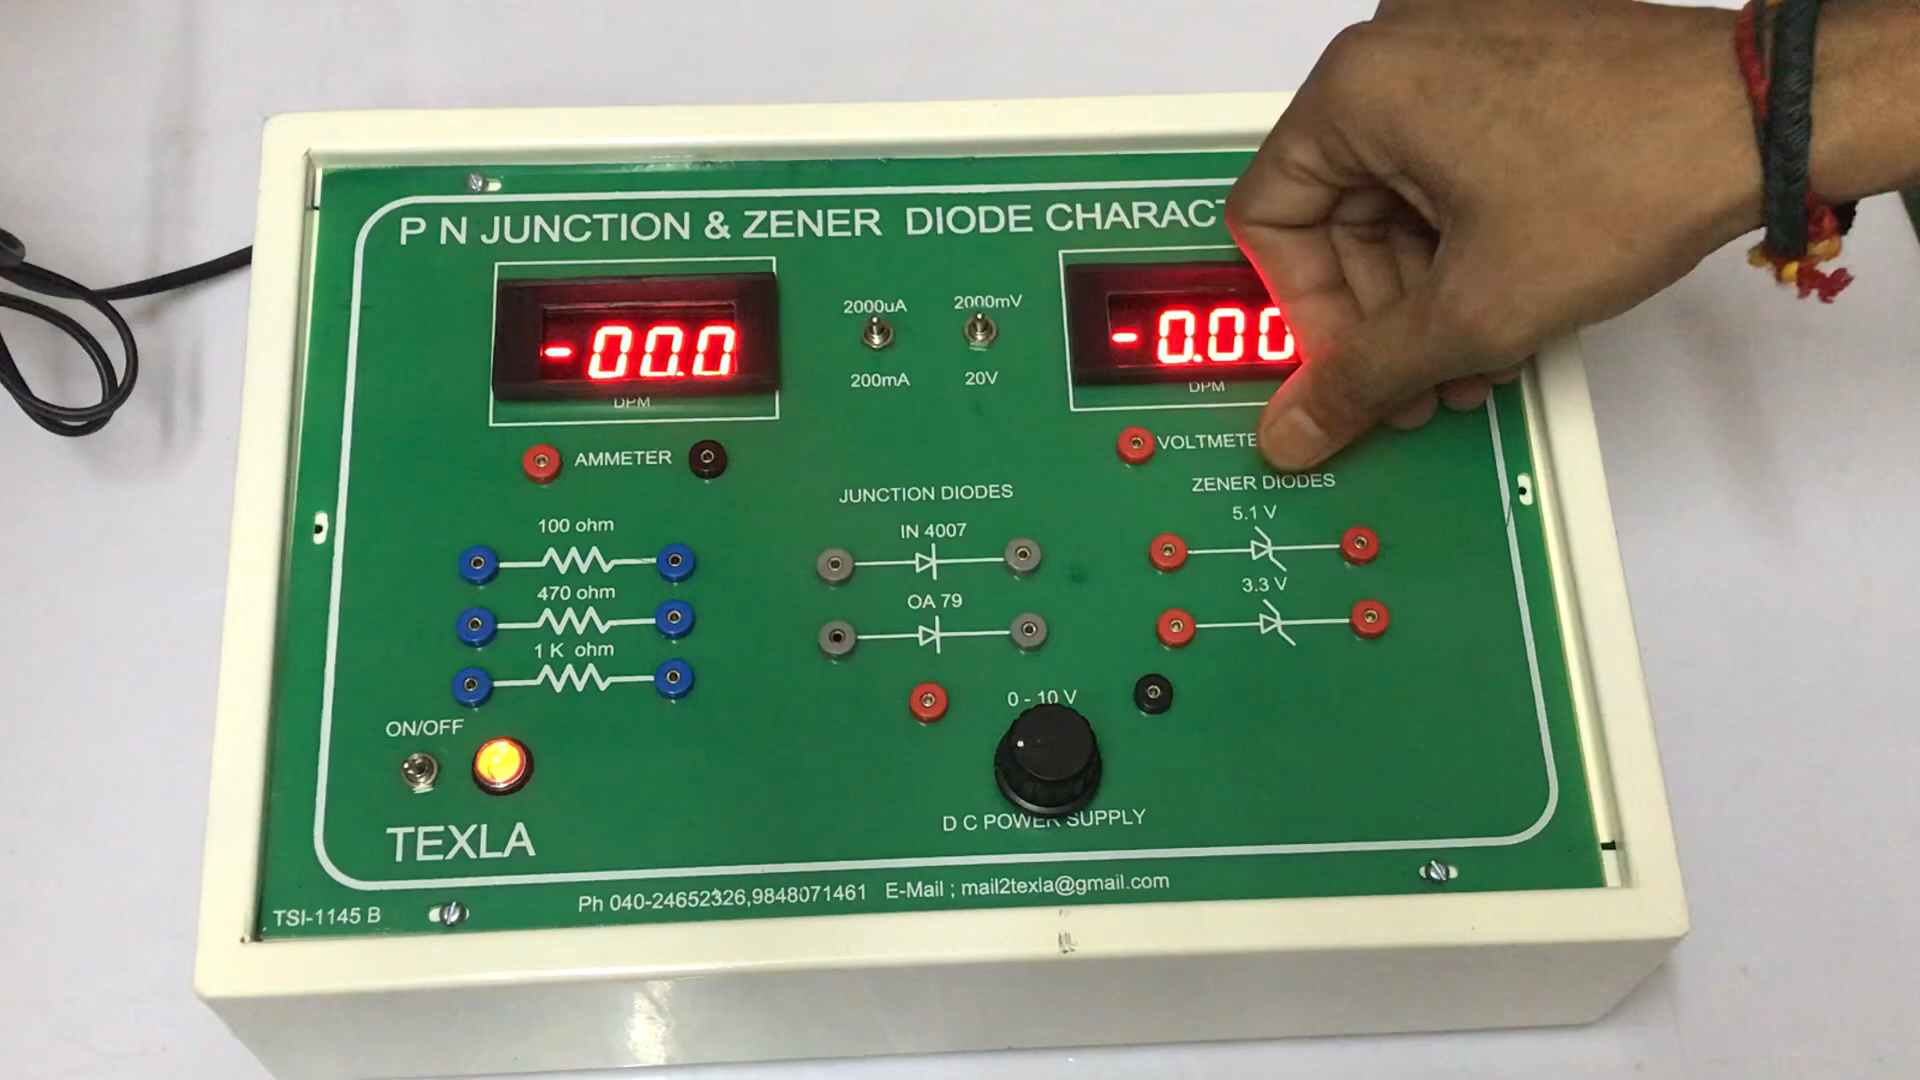 P N JUNCTION & ZENER DIODE CHARACT
-00.0
2000uA
2000mV
-0.00
200mA
20V
DPM
DPM
AMMETER
VOLTMETE
JUNCTION DIODES
ZENER DIODES
100 ohm
IN 4007
5.1 V
470 ohm
OA 79
3.3 V
1 K ohm
0 - 10 V
ON/OFF
D C POWER SUPPLY
TEXLA
Ph 040-24652326,9848071461 E-Mail ; mail2texla@gmail.com
TSI-1145 B